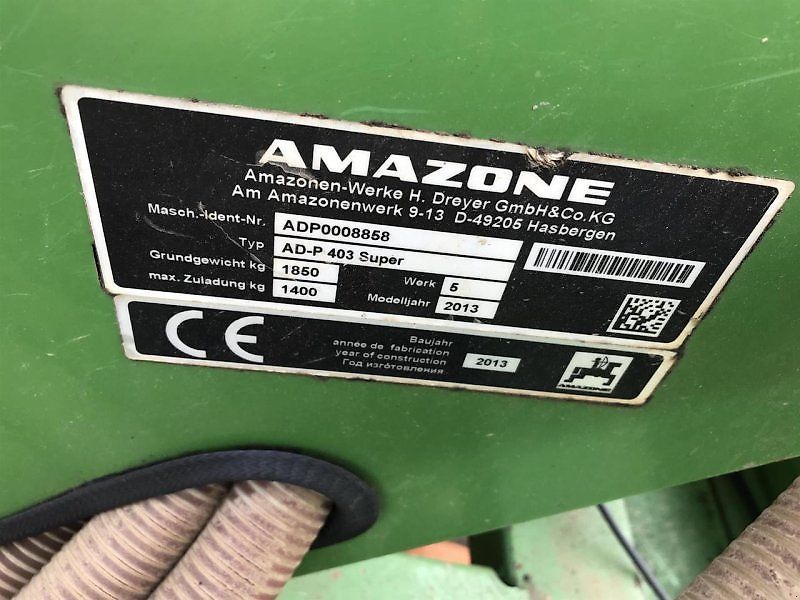 AMAZONE
Amazonen-Werke H. Dreyer GmbH&Co.KG
Am Amazonenwerk 9-13 D-49205 Hasbergen
Masch.-Ident-Nr. ADP0008858
Typ AD-P 403 Super
Grundgewicht kg 1850 Werk 5
max. Zuladung kg 1400 Modelljahr 2013
CE
Baujahr
année de fabrication
year of construction
Год изготовления
2013
AMAZONE